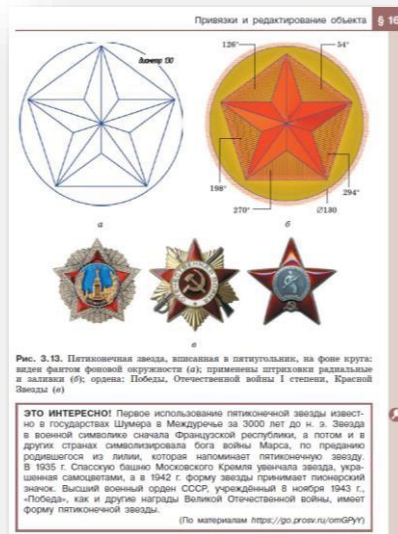 Привязки и редактирование объекта § 16
диаметр 130
126° 54°
198° 294°
270° ∅130
а б
в
Рис. 3.13. Пятиконечная звезда, вписанная в пятиугольник, на фоне круга:
виден фантом фоновой окружности (а); применены штриховки радиальные
и заливки (б); ордена: Победы, Отечественной войны I степени, Красной
Звезды (в)
ЭТО ИНТЕРЕСНО! Первое использование пятиконечной звезды извест-
но в государствах Шумера в Междуречье за 3000 лет до н. э. Звезда
в военной символике сначала Французской республики, а потом и в
других странах символизировала бога войны Марса, по преданию
родившегося из лилии, которая напоминает пятиконечную звезду.
В 1935 г. Спасскую башню Московского Кремля увенчала звезда, укра-
шенная самоцветами, а в 1942 г. форму звезды принимает пионерский
значок. Высший военный орден СССР, учреждённый 8 ноября 1943 г.,
«Победа», как и другие награды Великой Отечественной войны, имеет
форму пятиконечной звезды.
(По материалам https://go.prosv.ru/omGPyY)